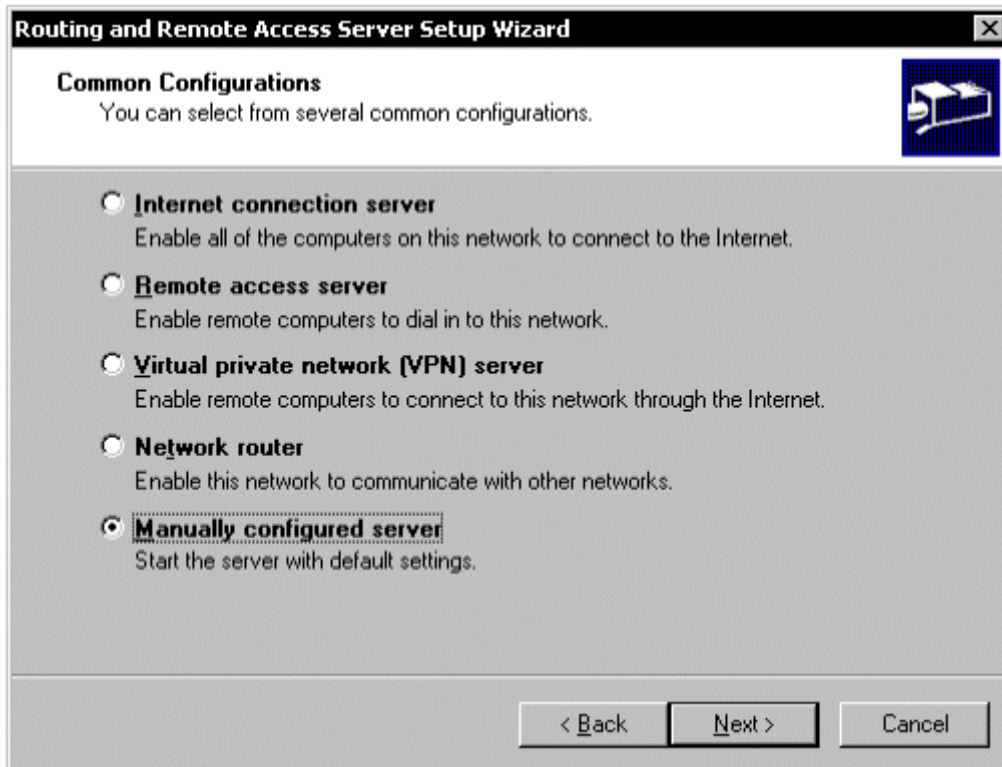 Routing and Remote Access Server Setup Wizard
Common Configurations
You can select from several common configurations.
Internet connection server
Enable all of the computers on this network to connect to the Internet.
Remote access server
Enable remote computers to dial in to this network.
Virtual private network (VPN) server
Enable remote computers to connect to this network through the Internet.
Network router
Enable this network to communicate with other networks.
Manually configured server
Start the server with default settings.
< Back Next > Cancel